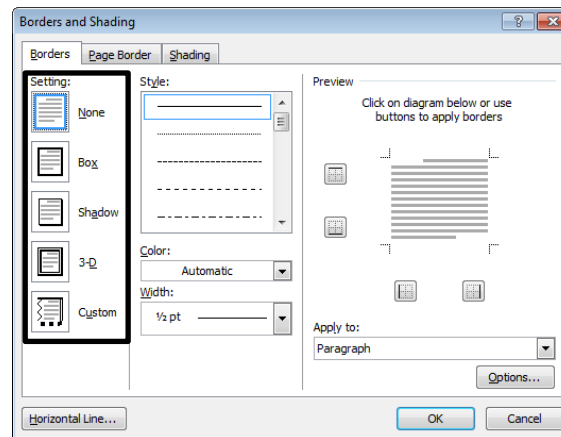 Borders and Shading
Borders
Page Border
Shading
Setting:
None
Box
Shadow
3-D
Custom
Style:
Color:
Automatic
Width:
½ pt
Preview
Click on diagram below or use
buttons to apply borders
Apply to:
Paragraph
Options...
Horizontal Line...
OK
Cancel